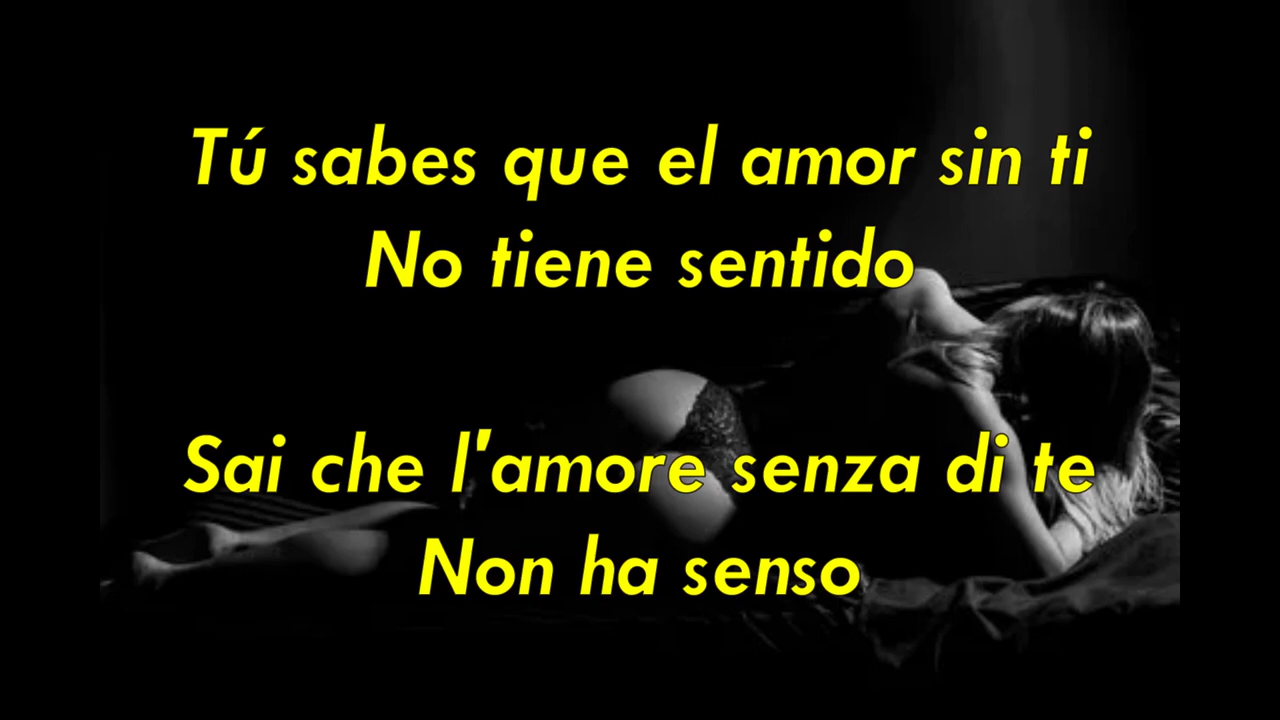 Tú sabes que el amor sin ti
No tiene sentido
Sai che l'amore senza di te
Non ha senso